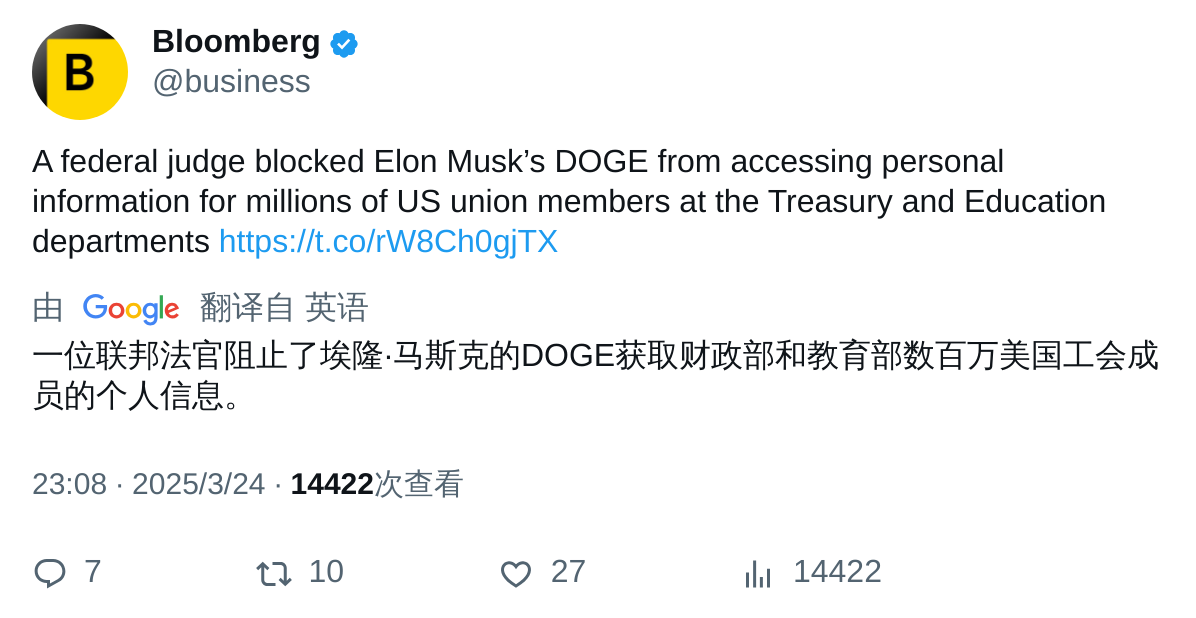 B
Bloomberg
@business
A federal judge blocked Elon Musk’s DOGE from accessing personal
information for millions of US union members at the Treasury and Education
departments https://t.co/rW8Ch0gjTX
由 Google 翻译自 英语
一位联邦法官阻止了埃隆·马斯克的DOGE获取财政部和教育部数百万美国工会成
员的个人信息。
23:08 · 2025/3/24 · 14422次查看
7 10 27 14422